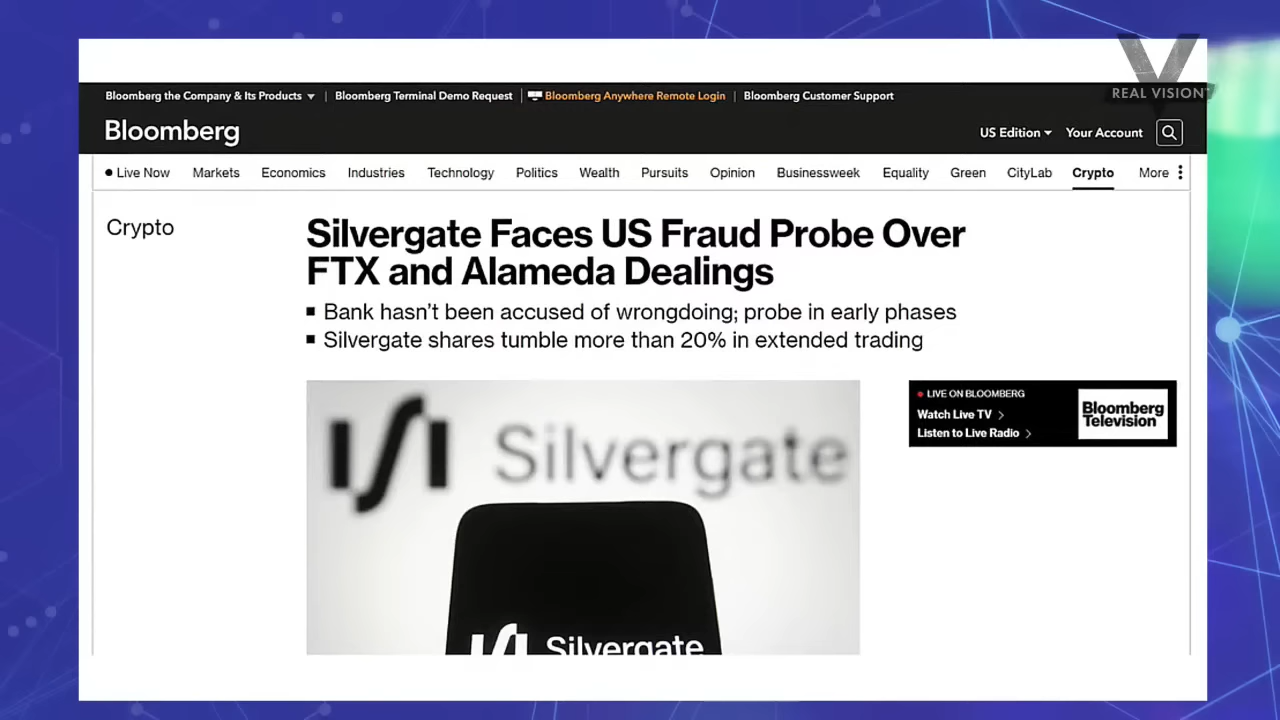 REAL VISION
Bloomberg the Company & Its Products
Bloomberg Terminal Demo Request
Bloomberg Anywhere Remote Login
Bloomberg Customer Support
Bloomberg
US Edition
Your Account
Live Now
Markets
Economics
Industries
Technology
Politics
Wealth
Pursuits
Opinion
Businessweek
Equality
Green
CityLab
Crypto
More
Crypto
Silvergate Faces US Fraud Probe Over
FTX and Alameda Dealings
Bank hasn't been accused of wrongdoing; probe in early phases
Silvergate shares tumble more than 20% in extended trading
Silvergate
Silvergate
LIVE ON BLOOMBERG
Watch Live TV
Listen to Live Radio
Bloomberg
Television